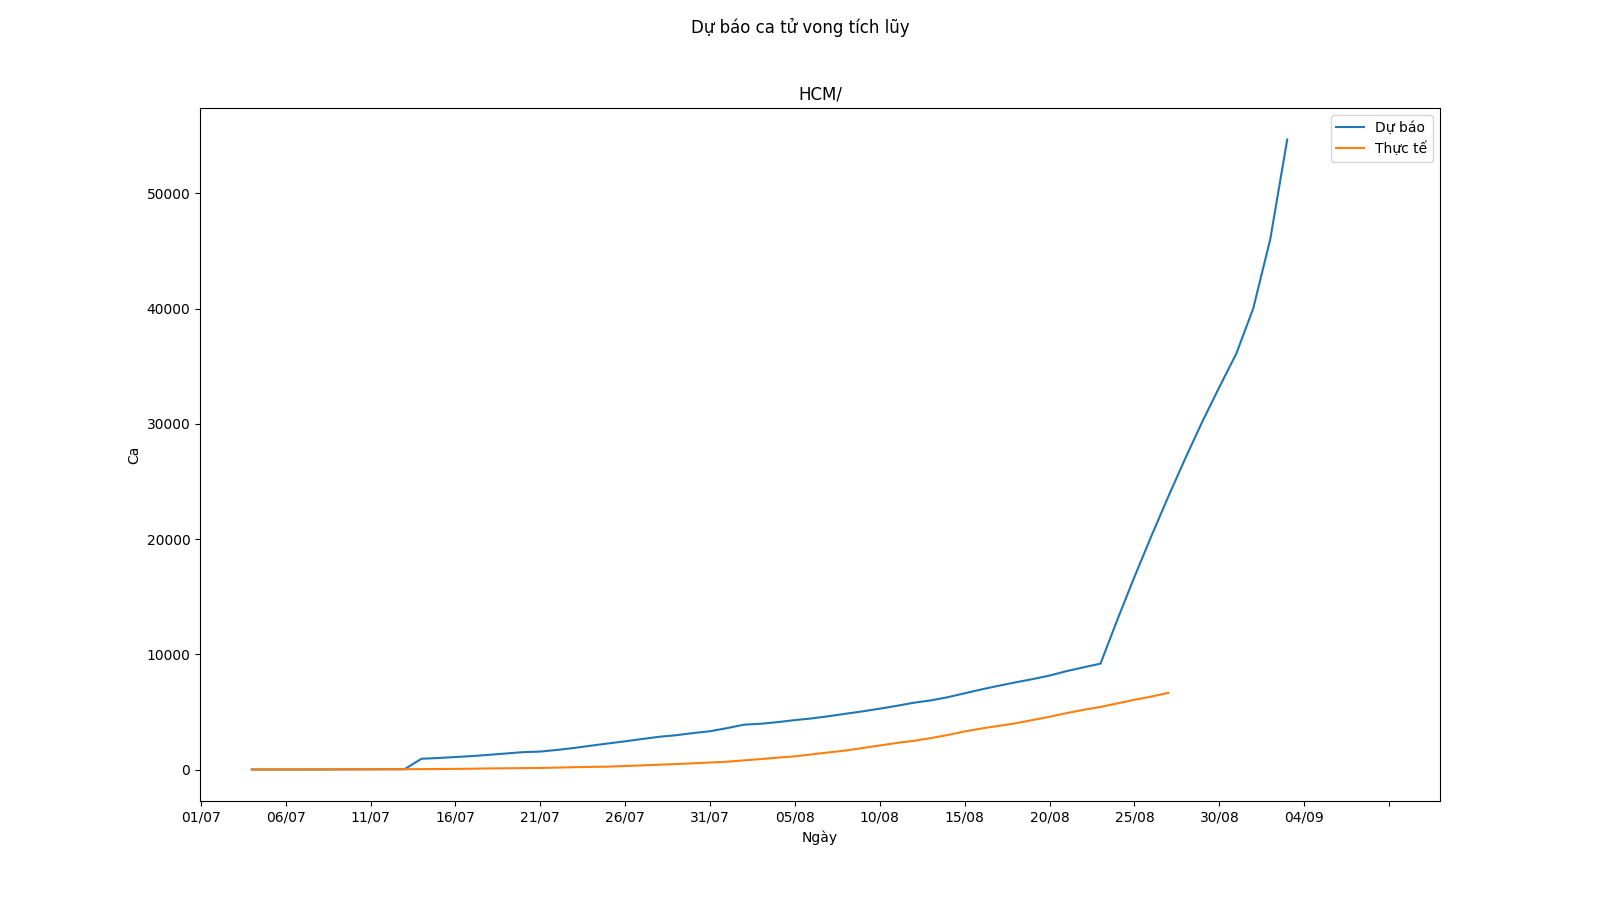 Dự báo ca tử vong tích lũy
HCM/
Dự báo
Thực tế
50000
40000
30000
20000
10000
0
Ca
01/07 06/07 11/07 16/07 21/07 26/07 31/07 05/08 10/08 15/08 20/08 25/08 30/08 04/09
Ngày